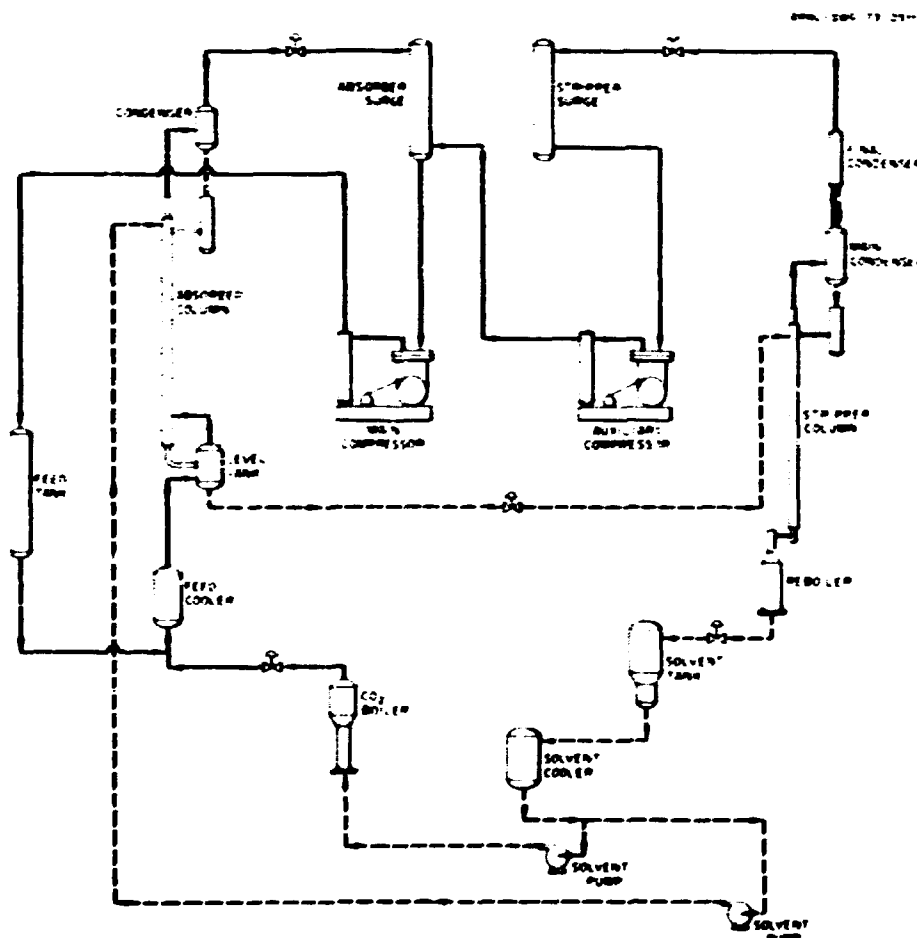 CONDENSER
ABSORBER
SURGE
STRIPPER
SURGE
FINAL
CONDENSER
MAIN
CONDENSER
ABSORBER
COLUMN
STRIPPER
COLUMN
MAIN
COMPRESSOR
AUXILIARY
COMPRESSOR
FEED
TANK
LEVEL
TANK
FEED
COOLER
REBOILER
SOLVENT
TANK
CO₂
BOILER
SOLVENT
COOLER
SOLVENT
PUMP
SOLVENT
PUMP